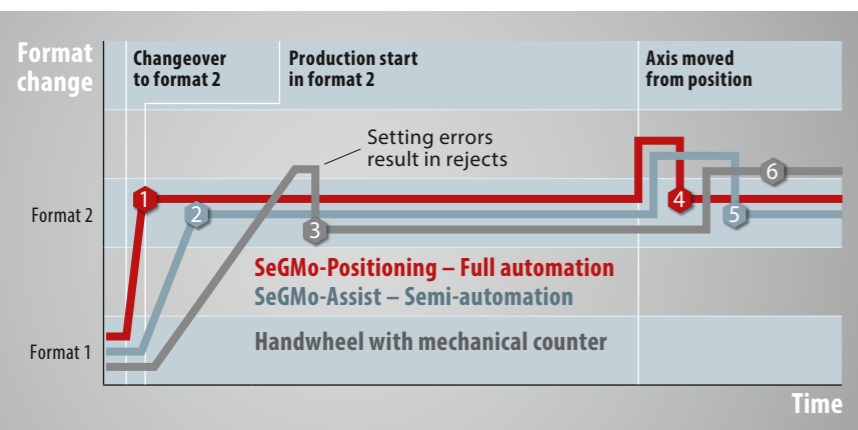 Format
change
Changeover
to format 2
Production start
in format 2
Axis moved
from position
Setting errors
result in rejects
1
2
3
4
5
6
Format 2
SeGMo-Positioning – Full automation
SeGMo-Assist – Semi-automation
Handwheel with mechanical counter
Format 1
Time